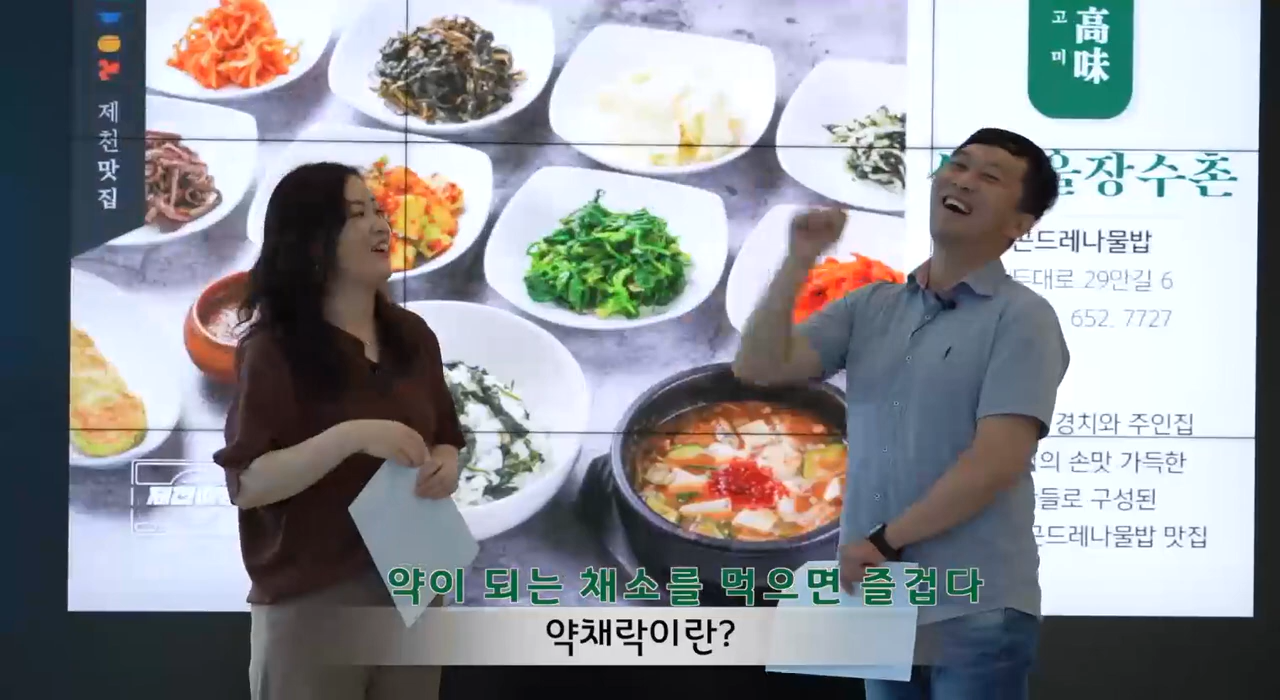 제천맛집
고미
高味
울장수촌
곤드레나물밥
두대로 29안길 6
652. 7727
경치와 주인집
의 손맛 가득한
들로 구성된
곤드레나물밥 맛집
약이 되는 채소를 먹으면 즐겁다
약채락이란?